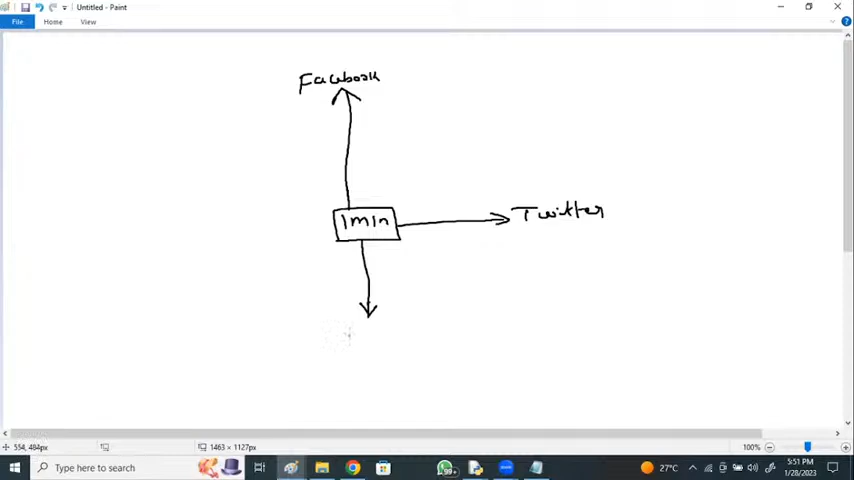 Untitled - Paint
File Home View
Facebook
1min
Twitter
554, 484px
1463 × 1127px
100%
Type here to search
99+
27°C
5:51 PM
1/28/2023